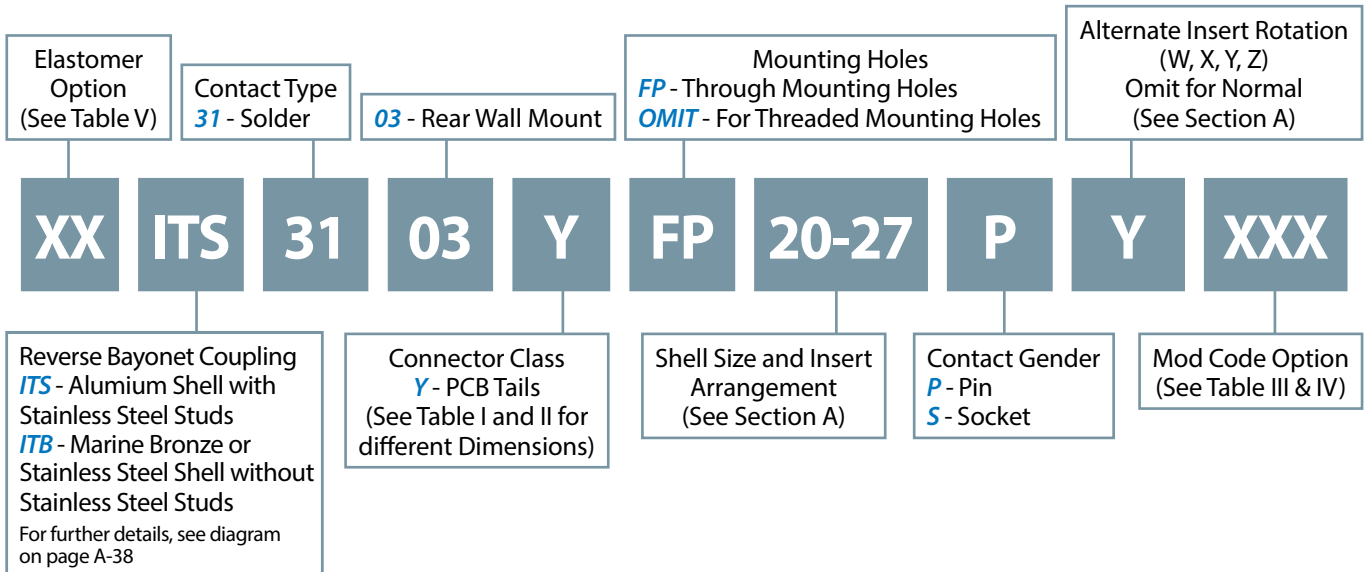 Elastomer
Option
(See Table V)
Contact Type
31 - Solder
03 - Rear Wall Mount
Mounting Holes
FP - Through Mounting Holes
OMIT - For Threaded Mounting Holes
Alternate Insert Rotation
(W, X, Y, Z)
Omit for Normal
(See Section A)
XX ITS 31 03 Y FP 20-27 P Y XXX
Reverse Bayonet Coupling
ITS - Alumium Shell with
Stainless Steel Studs
ITB - Marine Bronze or
Stainless Steel Shell without
Stainless Steel Studs
For further details, see diagram
on page A-38
Connector Class
Y - PCB Tails
(See Table I and II for
different Dimensions)
Shell Size and Insert
Arrangement
(See Section A)
Contact Gender
P - Pin
S - Socket
Mod Code Option
(See Table III & IV)